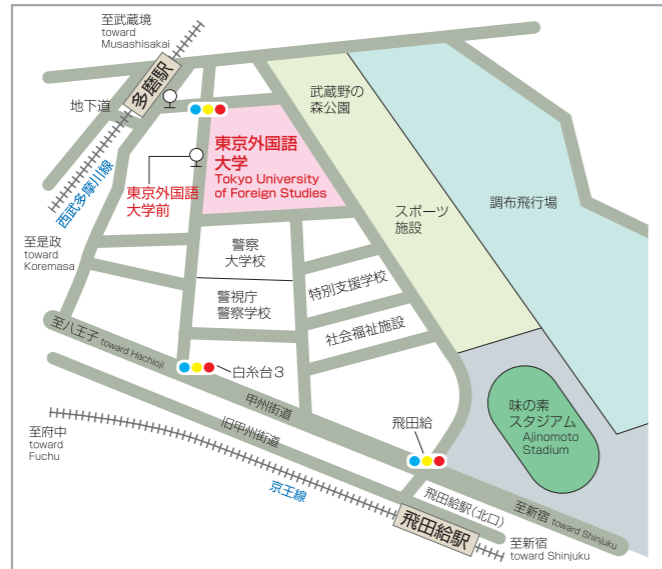 至武蔵境
toward
Musashisakai
多磨駅
地下道
西武多摩川線
東京外国語
大学
Tokyo University
of Foreign Studies
東京外国語
大学前
武蔵野の
森公園
スポーツ
施設
調布飛行場
至是政
toward
Koremasa
警察
大学校
警視庁
警察学校
特別支援学校
社会福祉施設
至八王子 toward Hachioji
白糸台3
甲州街道
旧甲州街道
飛田給
味の素
スタジアム
Ajinomoto
Stadium
至府中
toward
Fuchu
京王線
飛田給駅(北口)
飛田給駅
至新宿 toward Shinjuku
至新宿
toward Shinjuku